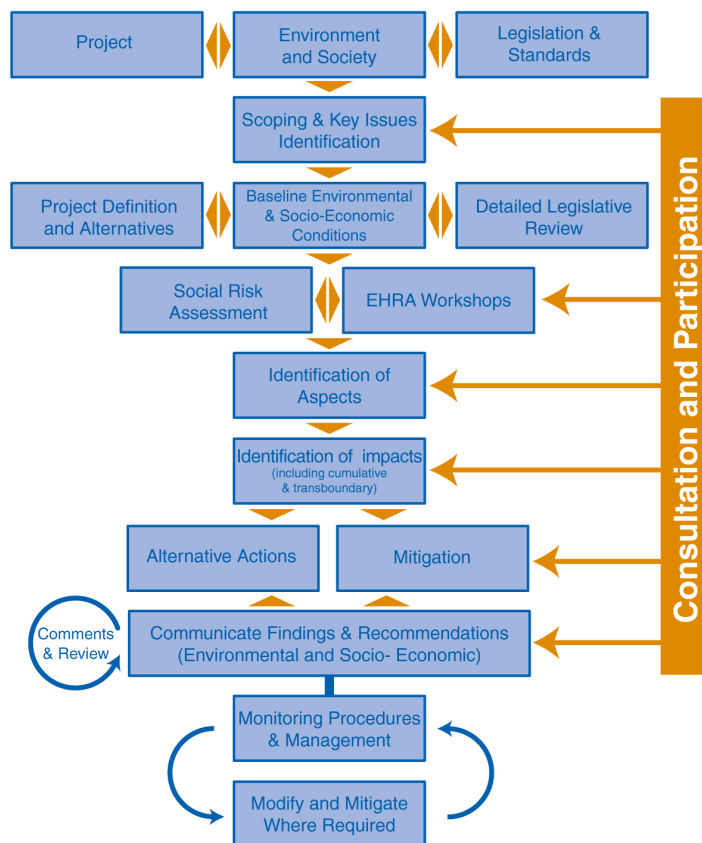 Project
Environment
and Society
Legislation &
Standards
Scoping & Key Issues
Identification
Project Definition
and Alternatives
Baseline Environmental
& Socio-Economic
Conditions
Detailed Legislative
Review
Social Risk
Assessment
EHRA Workshops
Identification of
Aspects
Identification of impacts
(including cumulative
& transboundary)
Alternative Actions
Mitigation
Comments
& Review
Communicate Findings & Recommendations
(Environmental and Socio- Economic)
Monitoring Procedures
& Management
Modify and Mitigate
Where Required
Consultation and Participation